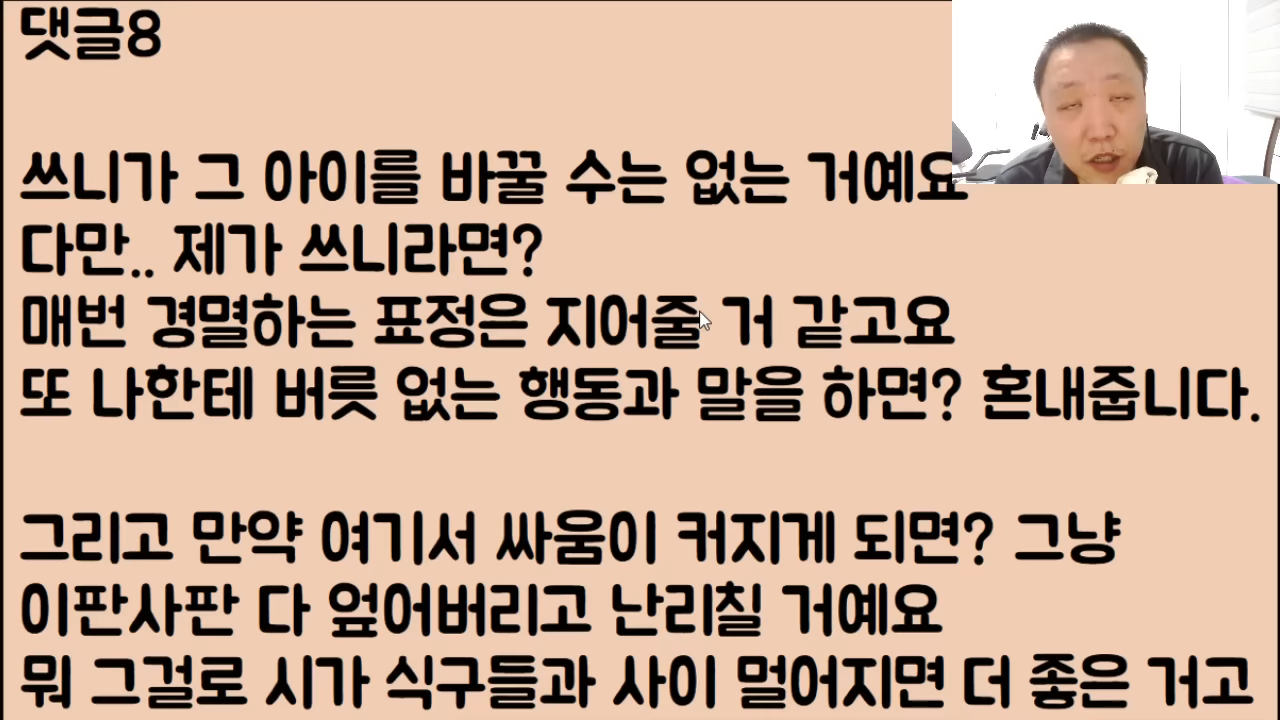 댓글8
쓰니가 그 아이를 바꿀 수는 없는 거예요
다만.. 제가 쓰니라면?
매번 경멸하는 표정은 지어줄 거 같고요
또 나한테 버릇 없는 행동과 말을 하면? 혼내줍니다.
그리고 만약 여기서 싸움이 커지게 되면? 그냥
이판사판 다 엎어버리고 난리칠 거예요
뭐 그걸로 시가 식구들과 사이 멀어지면 더 좋은 거고